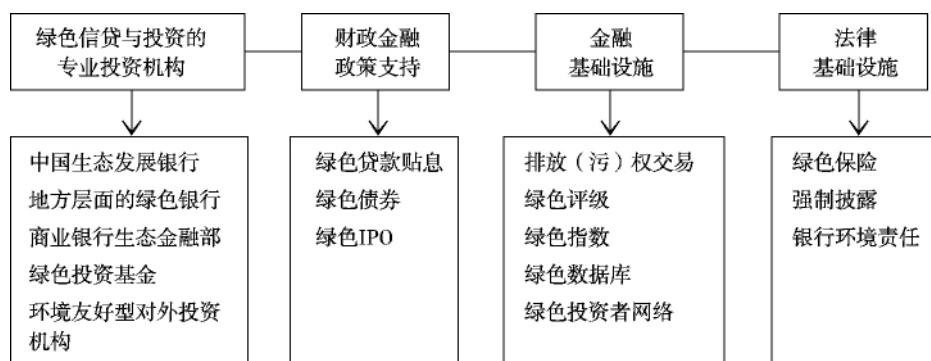 绿色信贷与投资的
专业投资机构
财政金融
政策支持
金融
基础设施
法律
基础设施
中国生态发展银行
地方层面的绿色银行
商业银行生态金融部
绿色投资基金
环境友好型对外投资
机构
绿色贷款贴息
绿色债券
绿色IPO
排放（污）权交易
绿色评级
绿色指数
绿色数据库
绿色投资者网络
绿色保险
强制披露
银行环境责任